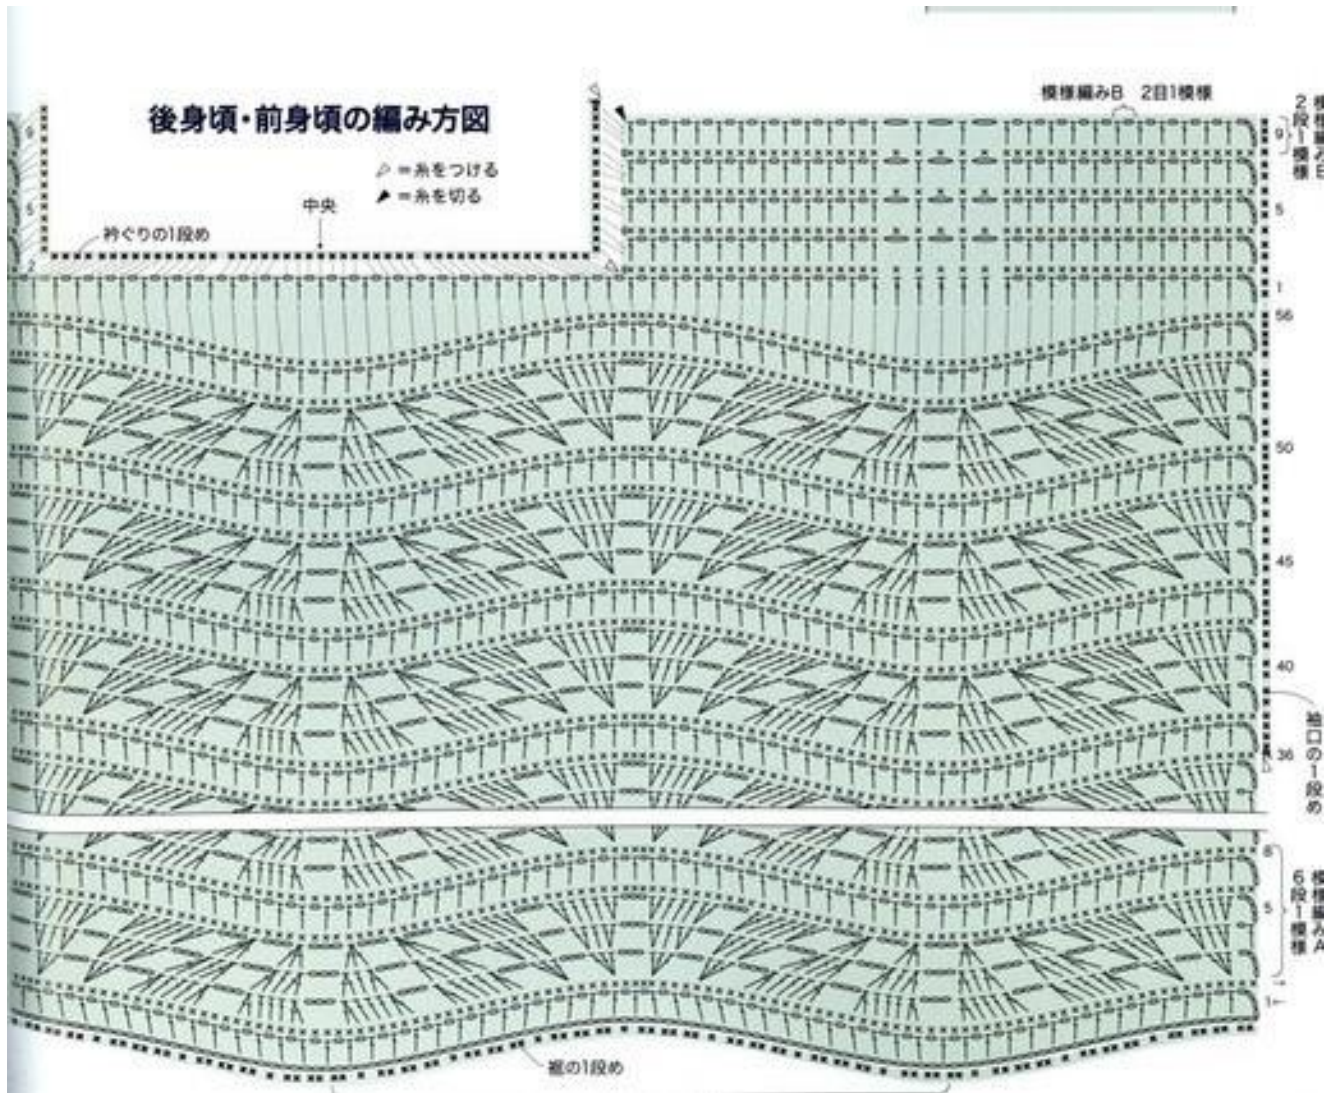 模様編みB 2目1模様
後身頃・前身頃の編み方図
=糸をつける
=糸を切る
中央
衿ぐりの1段め
模様編みB
2段1模様
9
5
1
9
5
56
50
45
40
36
袖口の1段め
模様編みA
6段1模様
5
1
裾の1段め